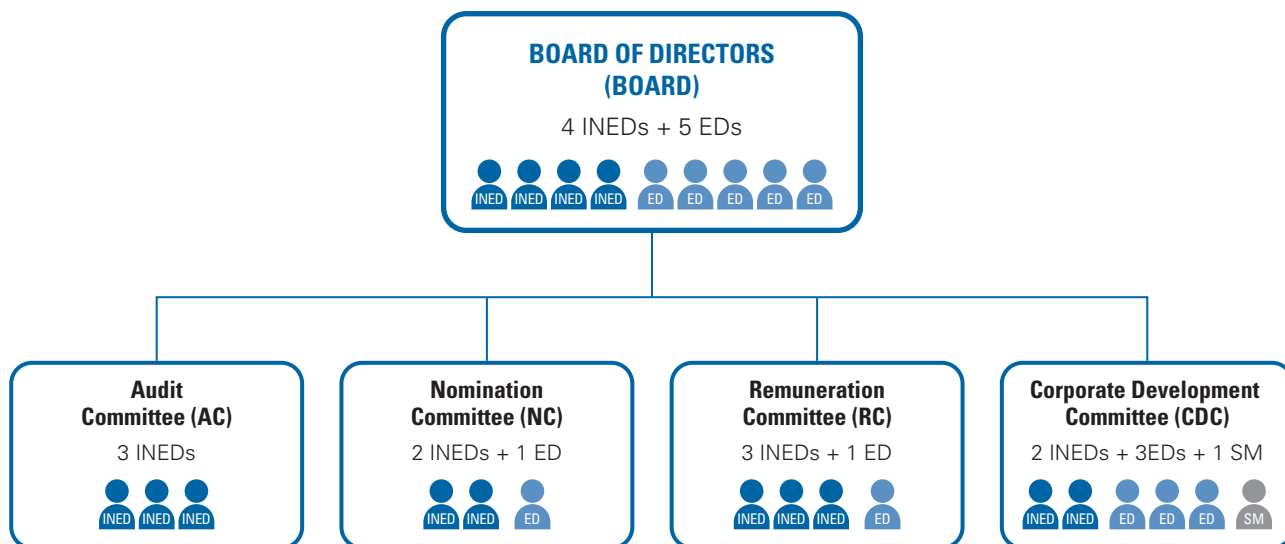 BOARD OF DIRECTORS
(BOARD)
4 INEDs + 5 EDs
INED INED INED INED ED ED ED ED ED
Audit
Committee (AC)
3 INEDs
INED INED INED
Nomination
Committee (NC)
2 INEDs + 1 ED
INED INED ED
Remuneration
Committee (RC)
3 INEDs + 1 ED
INED INED INED ED
Corporate Development
Committee (CDC)
2 INEDs + 3EDs + 1 SM
INED INED ED ED ED SM